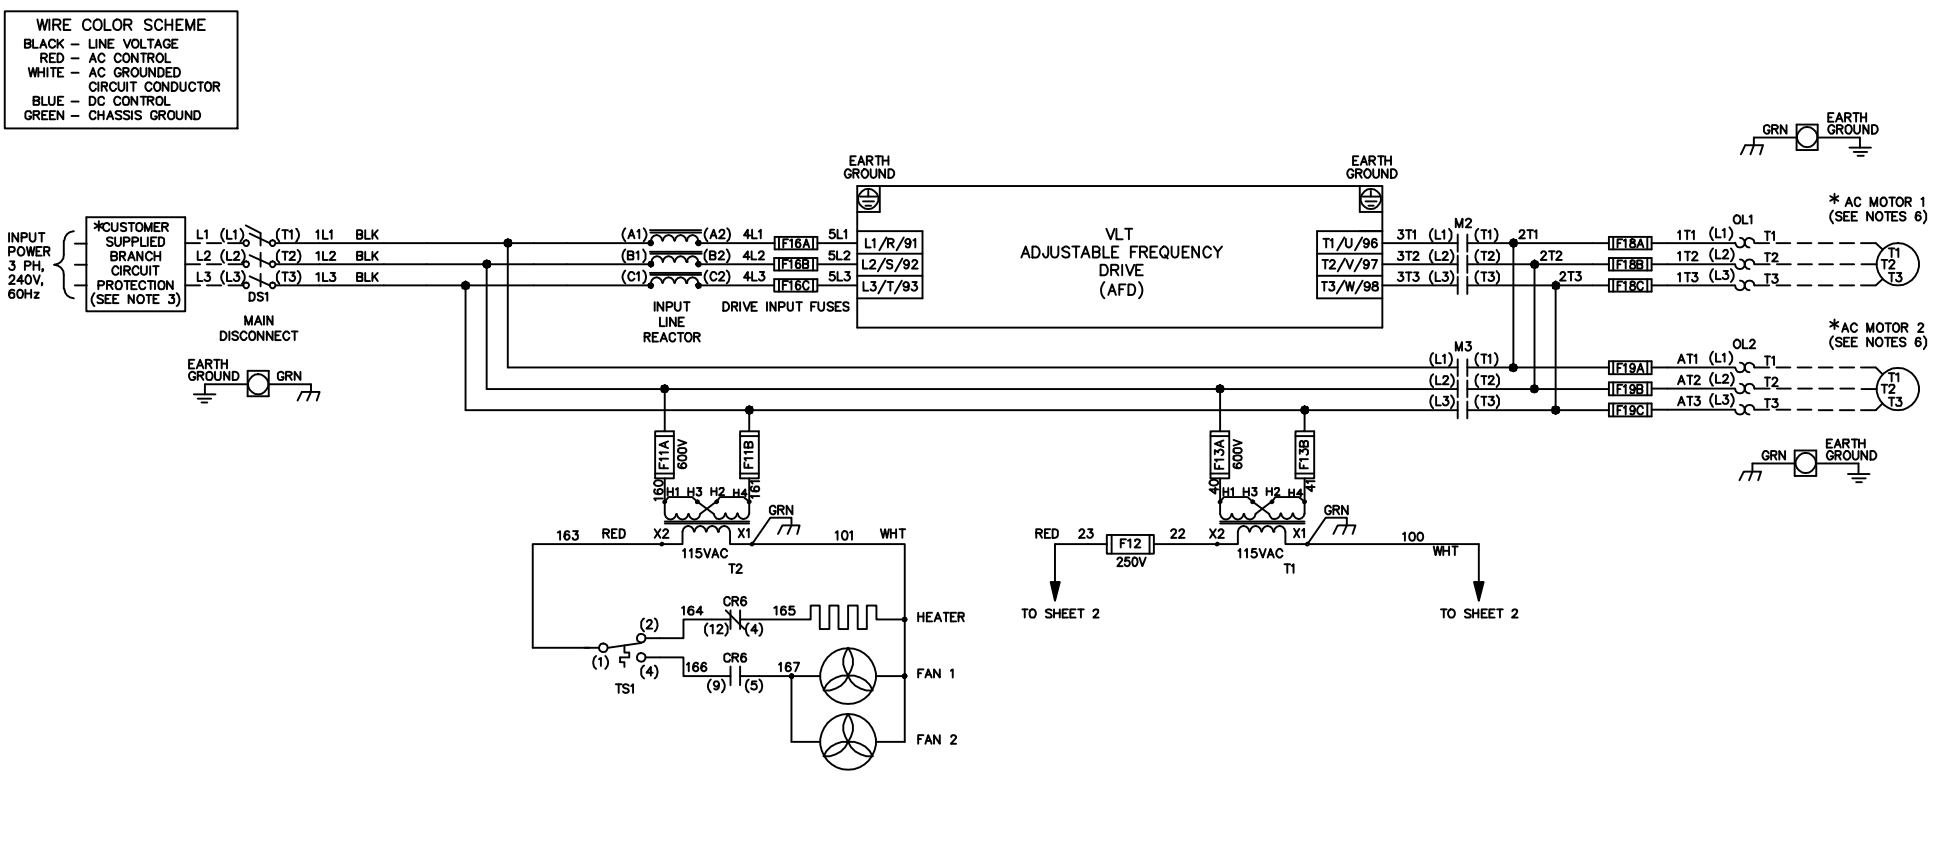 WIRE COLOR SCHEME
BLACK – LINE VOLTAGE
RED – AC CONTROL
WHITE – AC GROUNDED
CIRCUIT CONDUCTOR
BLUE – DC CONTROL
GREEN – CHASSIS GROUND
GRN
EARTH
GROUND
EARTH
GROUND
EARTH
GROUND
INPUT
POWER
3 PH,
240V,
60Hz
*CUSTOMER
SUPPLIED
BRANCH
CIRCUIT
PROTECTION
(SEE NOTE 3)
L1 (L1) (T1) 1L1 BLK
L2 (L2) (T2) 1L2 BLK
L3 (L3) (T3) 1L3 BLK
DS1
MAIN
DISCONNECT
EARTH
GROUND
GRN
(A1) (A2) 4L1 F16A 5L1 L1/R/91
(B1) (B2) 4L2 F16B 5L2 L2/S/92
(C1) (C2) 4L3 F16C 5L3 L3/T/93
INPUT
LINE
REACTOR
DRIVE INPUT FUSES
VLT
ADJUSTABLE FREQUENCY
DRIVE
(AFD)
M2
T1/U/96 3T1 (L1) (T1) 2T1 F18A 1T1 (L1) T1
T2/V/97 3T2 (L2) (T2) 2T2 F18B 1T2 (L2) T2
T3/W/98 3T3 (L3) (T3) 2T3 F18C 1T3 (L3) T3
OL1
* AC MOTOR 1
(SEE NOTES 6)
T1
T2
T3
M3
(L1) (T1) F19A AT1 (L1) T1
(L2) (T2) F19B AT2 (L2) T2
(L3) (T3) F19C AT3 (L3) T3
OL2
* AC MOTOR 2
(SEE NOTES 6)
T1
T2
T3
GRN
EARTH
GROUND
F11A
600V
F11B
160
161
H1 H3 H2 H4
GRN
163 RED X2 X1 101 WHT
115VAC
T2
F13A
600V
F13B
40
41
H1 H3 H2 H4
GRN
RED 23 F12 22 X2 X1 100
WHT
250V
115VAC
T1
TO SHEET 2
TO SHEET 2
CR6
164 165
(12) (4)
HEATER
(2)
(1)
(4)
TS1
CR6
166 167
(9) (5)
FAN 1
FAN 2